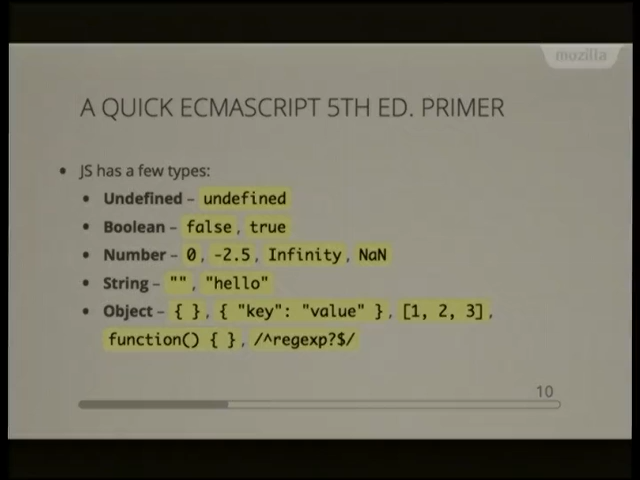 mozilla
A QUICK ECMASCRIPT 5TH ED. PRIMER
• JS has a few types:
• Undefined – undefined
• Boolean – false, true
• Number – 0, -2.5, Infinity, NaN
• String – "", "hello"
• Object – { }, { "key": "value" }, [1, 2, 3],
function() { }, /^regexp?$/
10